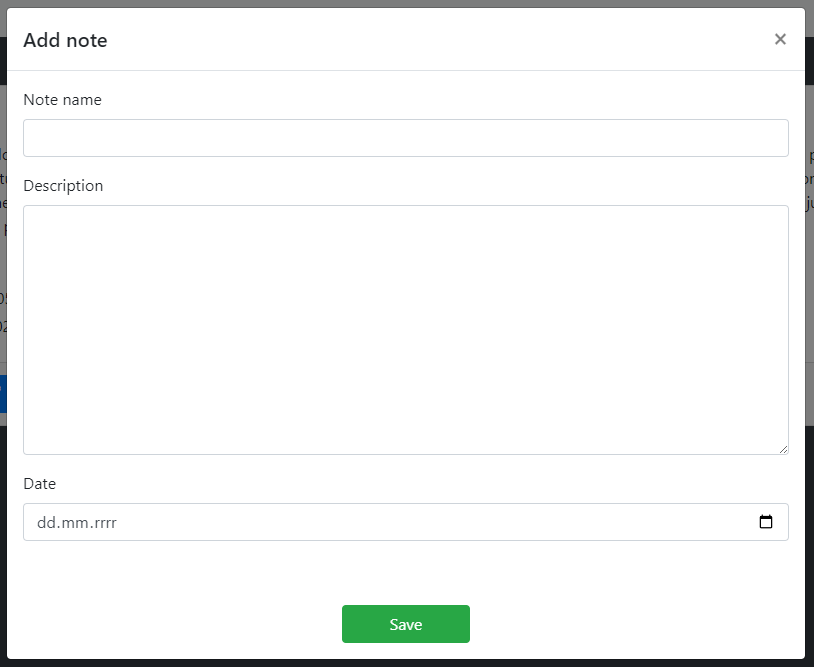 Add note
×
Note name
Description
Date
dd.mm.rrrr
Save